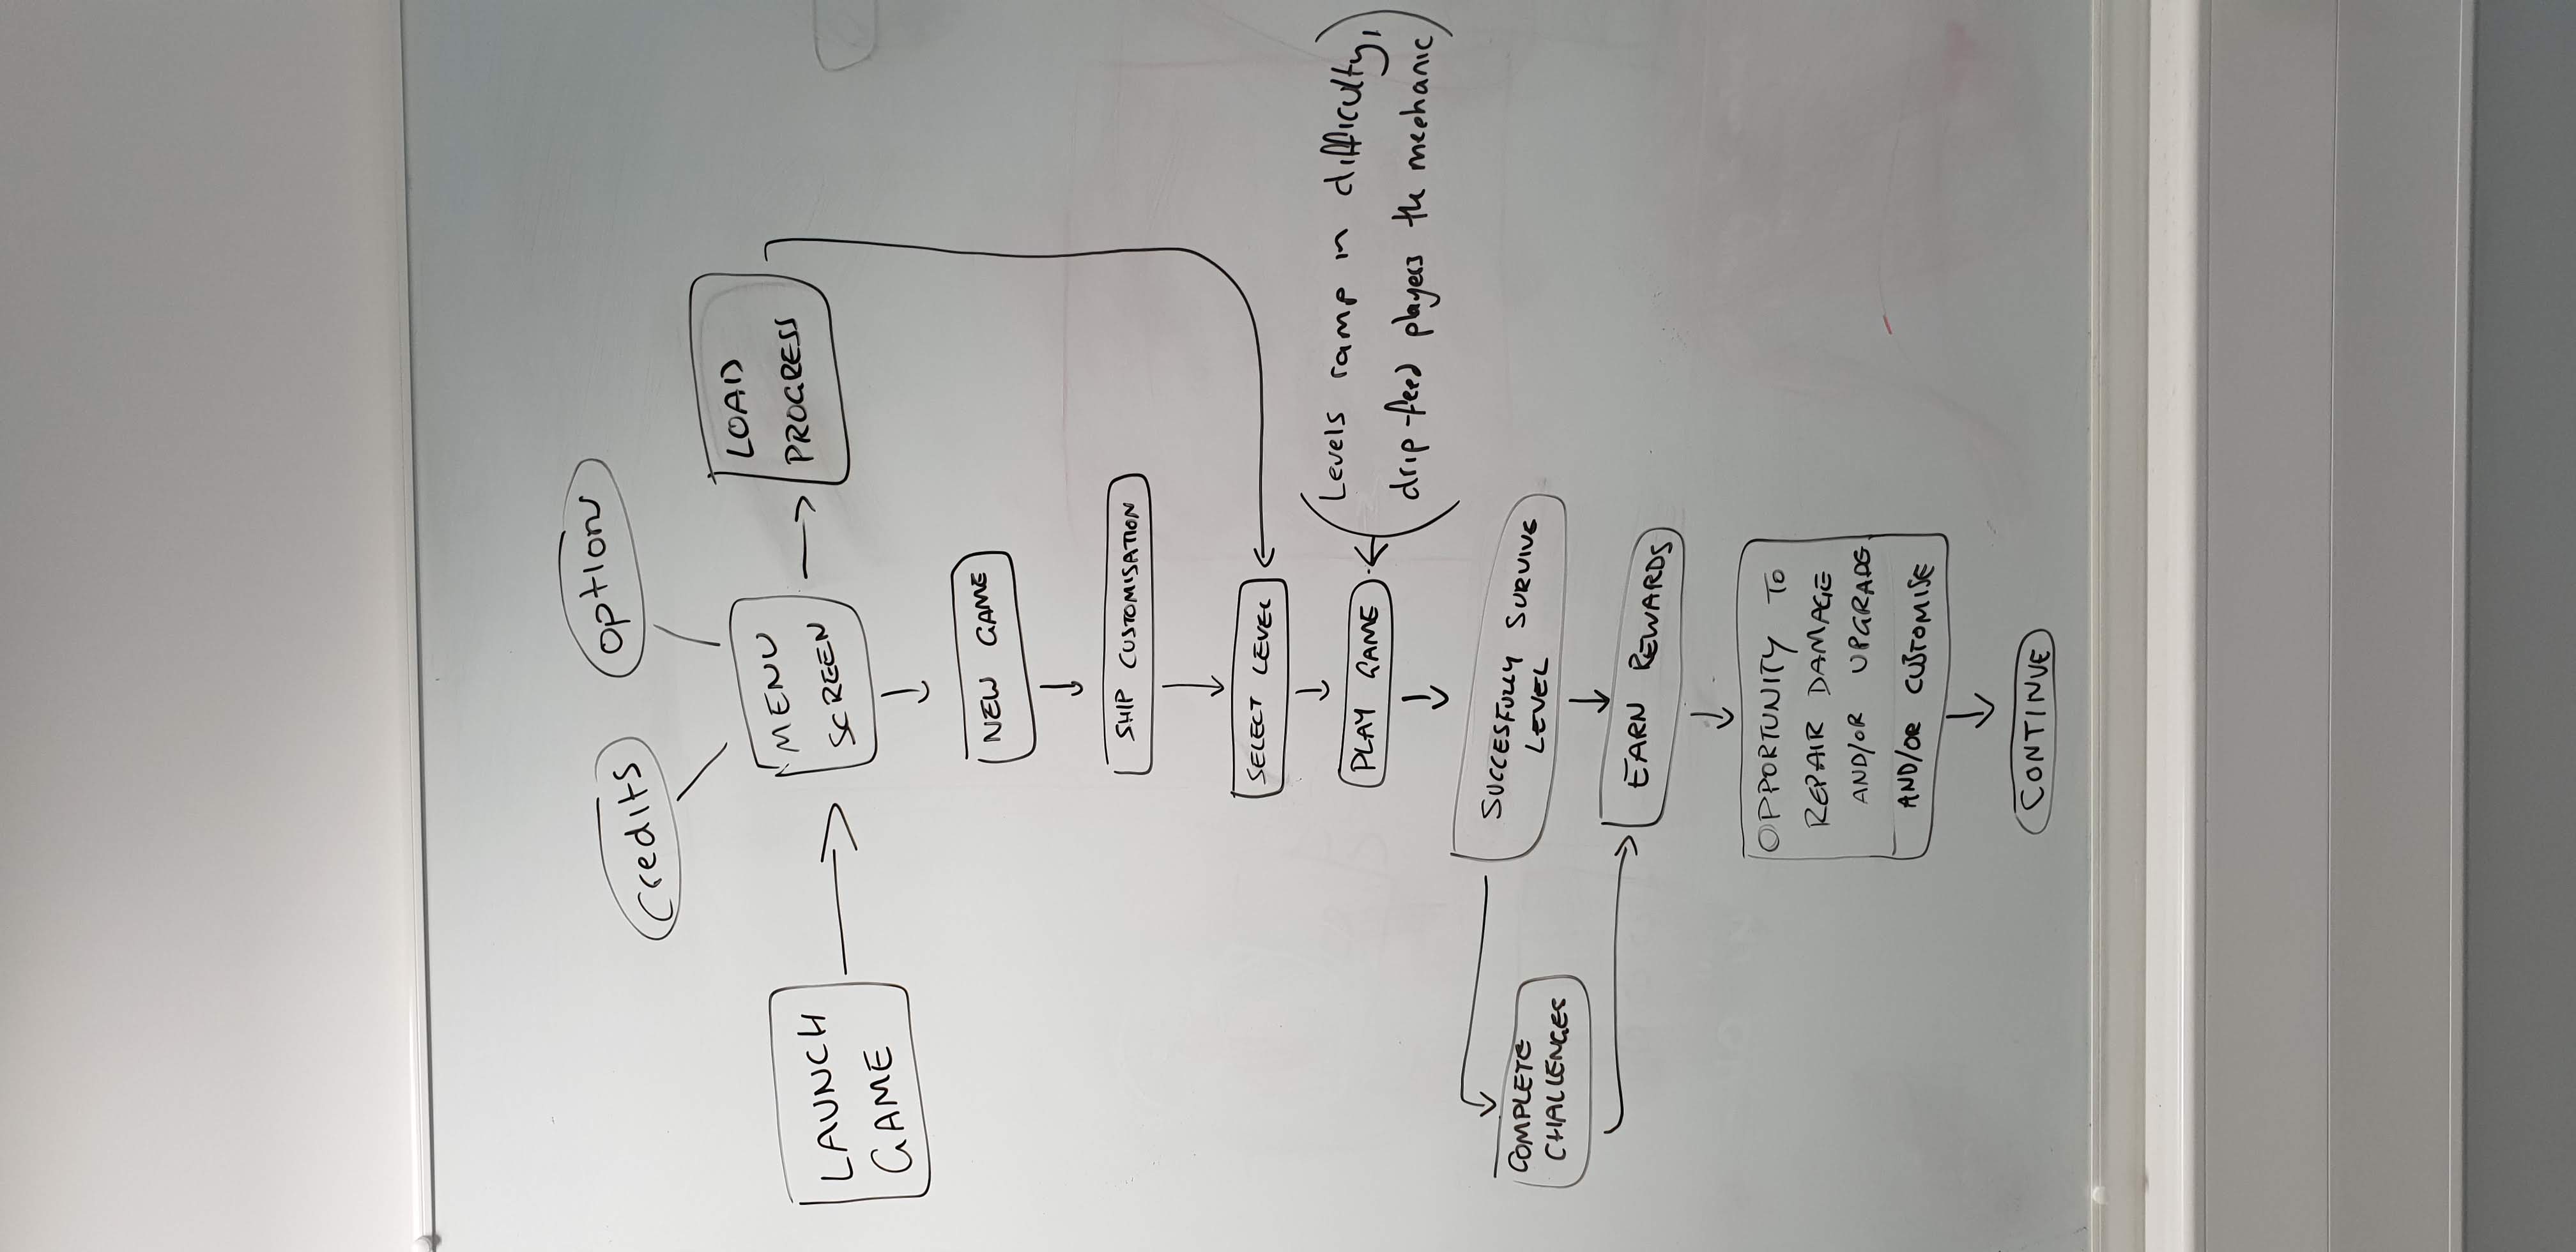 Credits
option
MENU
SCREEN
LOAD
PROGRESS
LAUNCH
GAME
NEW GAME
SHIP CUSTOMISATION
SELECT LEVEL
PLAY GAME
Levels ramp in difficulty,
drip-feed players the mechanic
SUCCESFULLY SURVIVE
LEVEL
COMPLETE
CHALLENGES
EARN REWARDS
OPPORTUNITY TO
REPAIR DAMAGE
AND/OR UPGRADE
AND/OR CUSTOMISE
CONTINUE